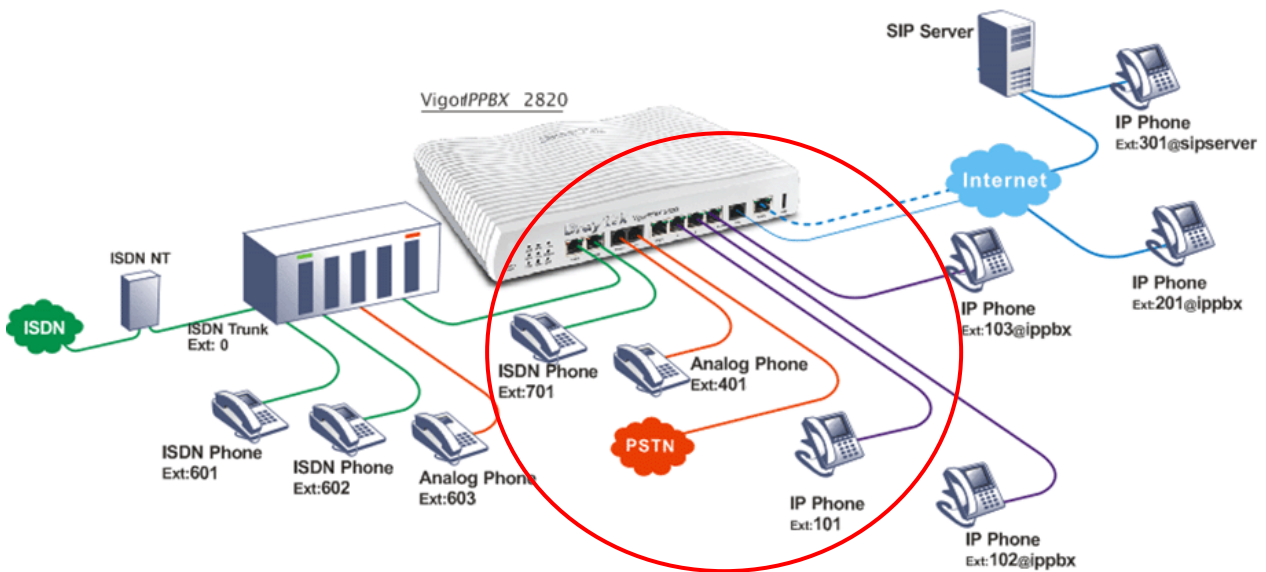 SIP Server
VigorIPPBX 2820
IP Phone
Ext:301@sipserver
Internet
ISDN NT
ISDN
ISDN Trunk
Ext: 0
IP Phone
Ext:103@ippbx
IP Phone
Ext:201@ippbx
ISDN Phone
Ext:701
Analog Phone
Ext:401
PSTN
ISDN Phone
Ext:601
ISDN Phone
Ext:602
Analog Phone
Ext:603
IP Phone
Ext:101
IP Phone
Ext:102@ippbx